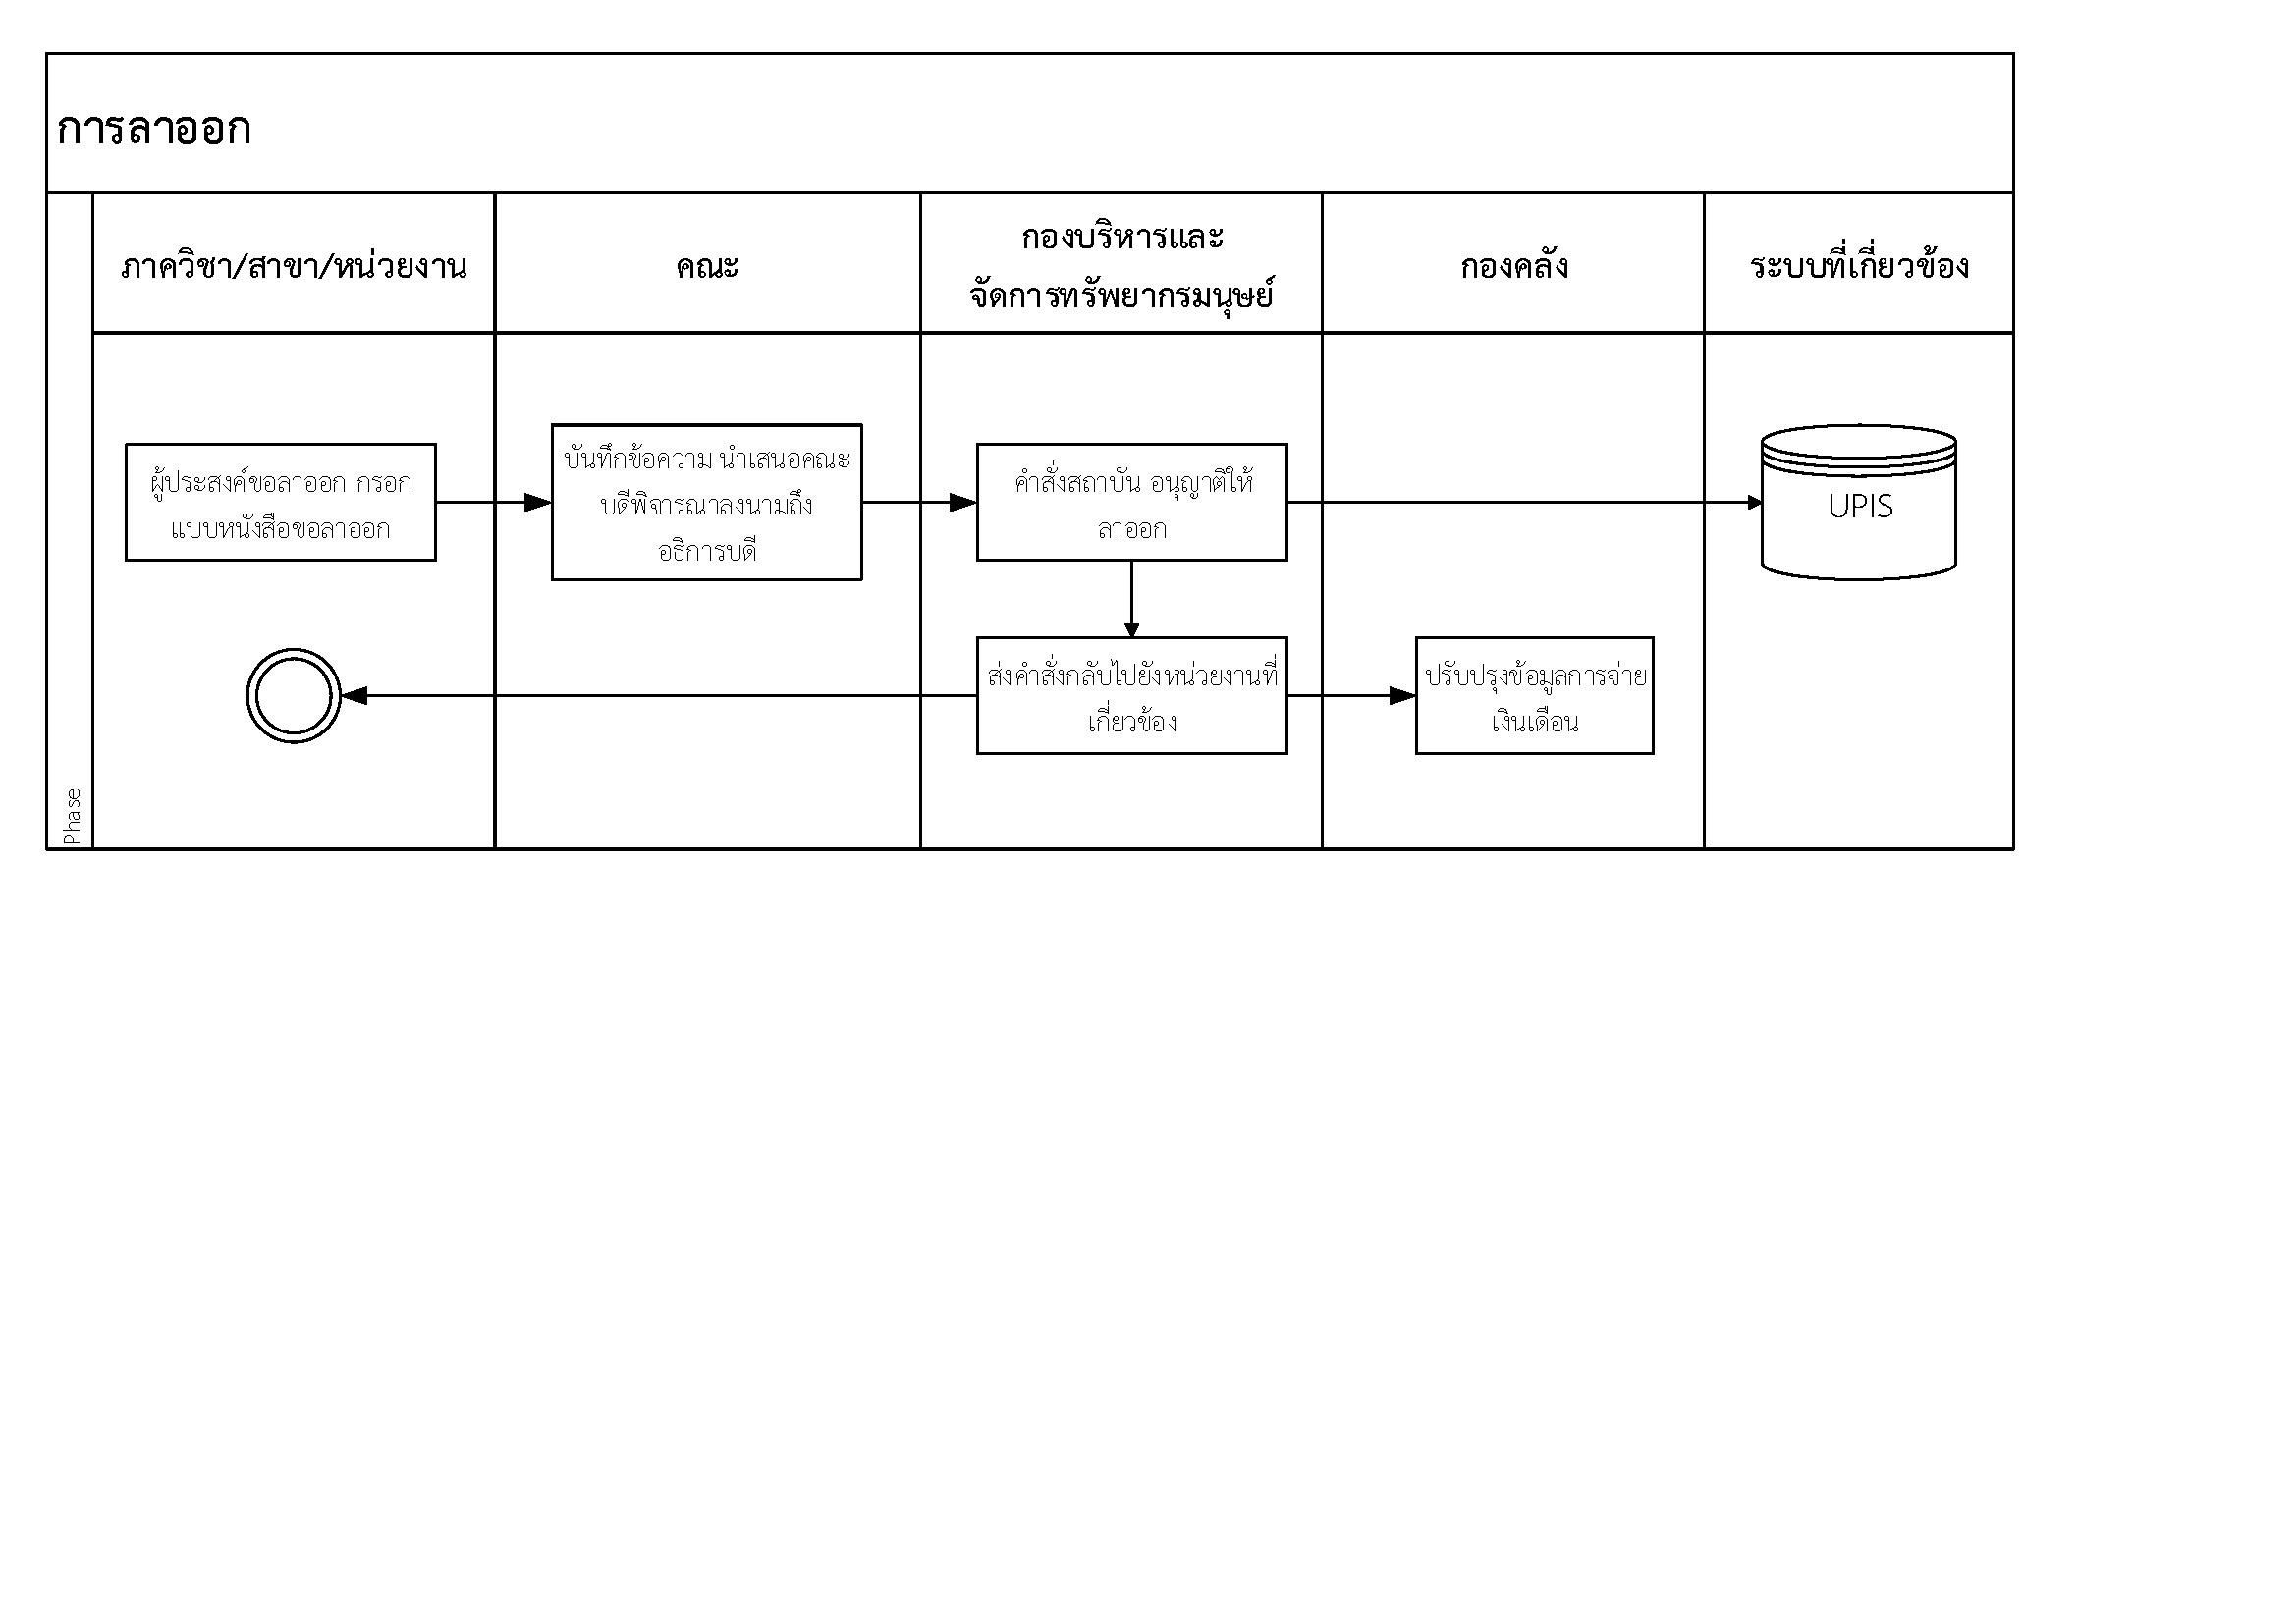 การลาออก
ภาควิชา/สาขา/หน่วยงาน
คณะ
กองบริหารและ
จัดการทรัพยากรมนุษย์
กองคลัง
ระบบที่เกี่ยวข้อง
ผู้ประสงค์ขอลาออก กรอก
แบบหนังสือขอลาออก
บันทึกข้อความ นำเสนอคณะ
บดีพิจารณาลงนามถึง
อธิการบดี
คำสั่งสถาบัน อนุญาติให้
ลาออก
UPIS
ส่งคำสั่งกลับไปยังหน่วยงานที่
เกี่ยวข้อง
ปรับปรุงข้อมูลการจ่าย
เงินเดือน
Phase